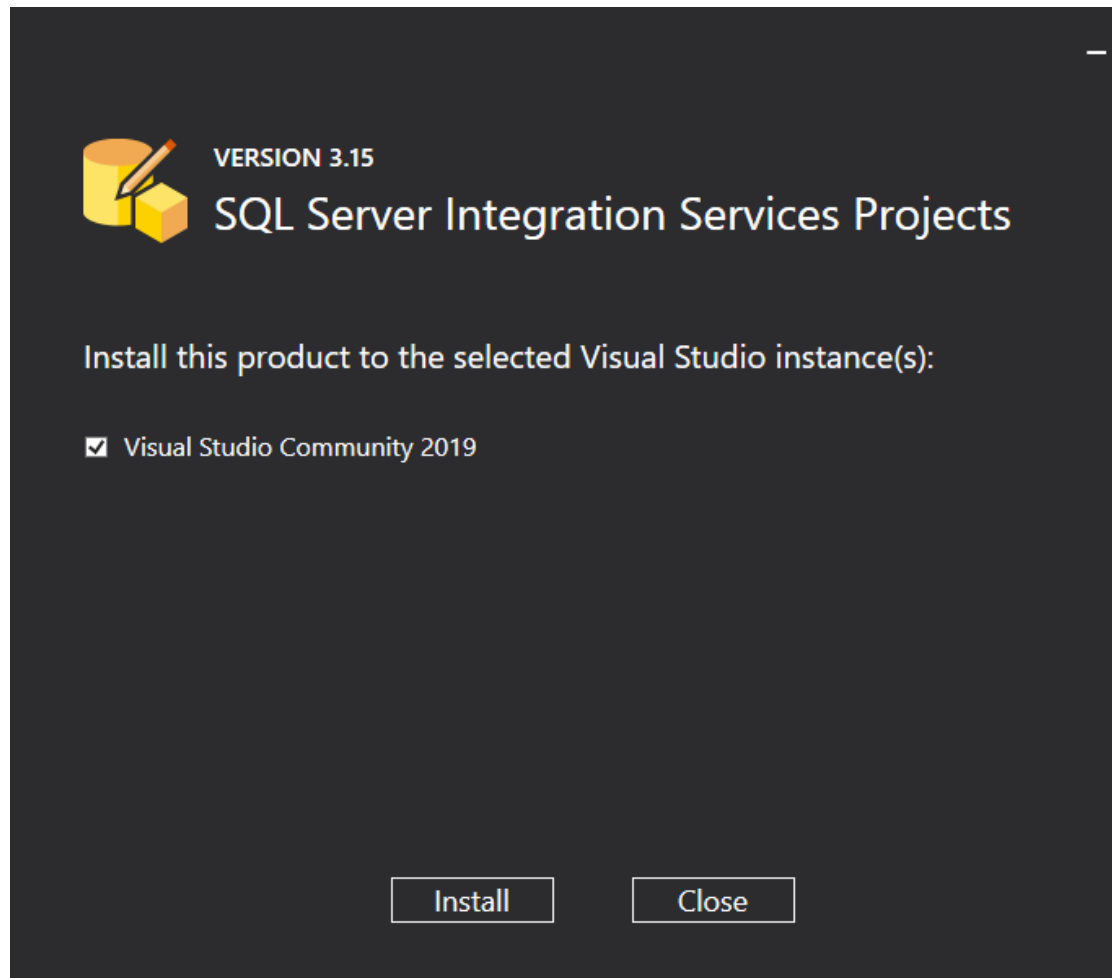 VERSION 3.15
SQL Server Integration Services Projects
Install this product to the selected Visual Studio instance(s):
Visual Studio Community 2019
Install
Close